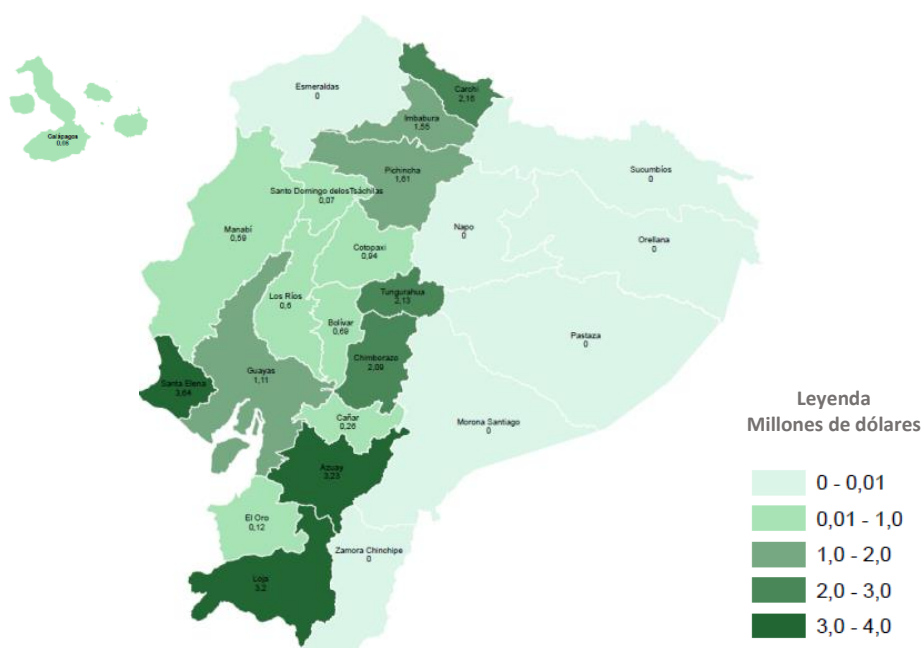 Esmeraldas
0
Carchi
2,16
Imbabura
1,55
Galápagos
Pichincha
1,61
Sucumbíos
0
Santo Domingo de los Tsáchilas
0,07
Manabí
0,59
Napo
0
Orellana
0
Cotopaxi
0,94
Los Ríos
0,6
Tungurahua
2,13
Bolívar
0,69
Pastaza
0
Chimborazo
2,09
Guayas
1,11
Santa Elena
3,64
Cañar
0,26
Morona Santiago
0
Azuay
3,23
El Oro
0,12
Zamora Chinchipe
0
Loja
3,2
Leyenda
Millones de dólares
0 - 0,01
0,01 - 1,0
1,0 - 2,0
2,0 - 3,0
3,0 - 4,0